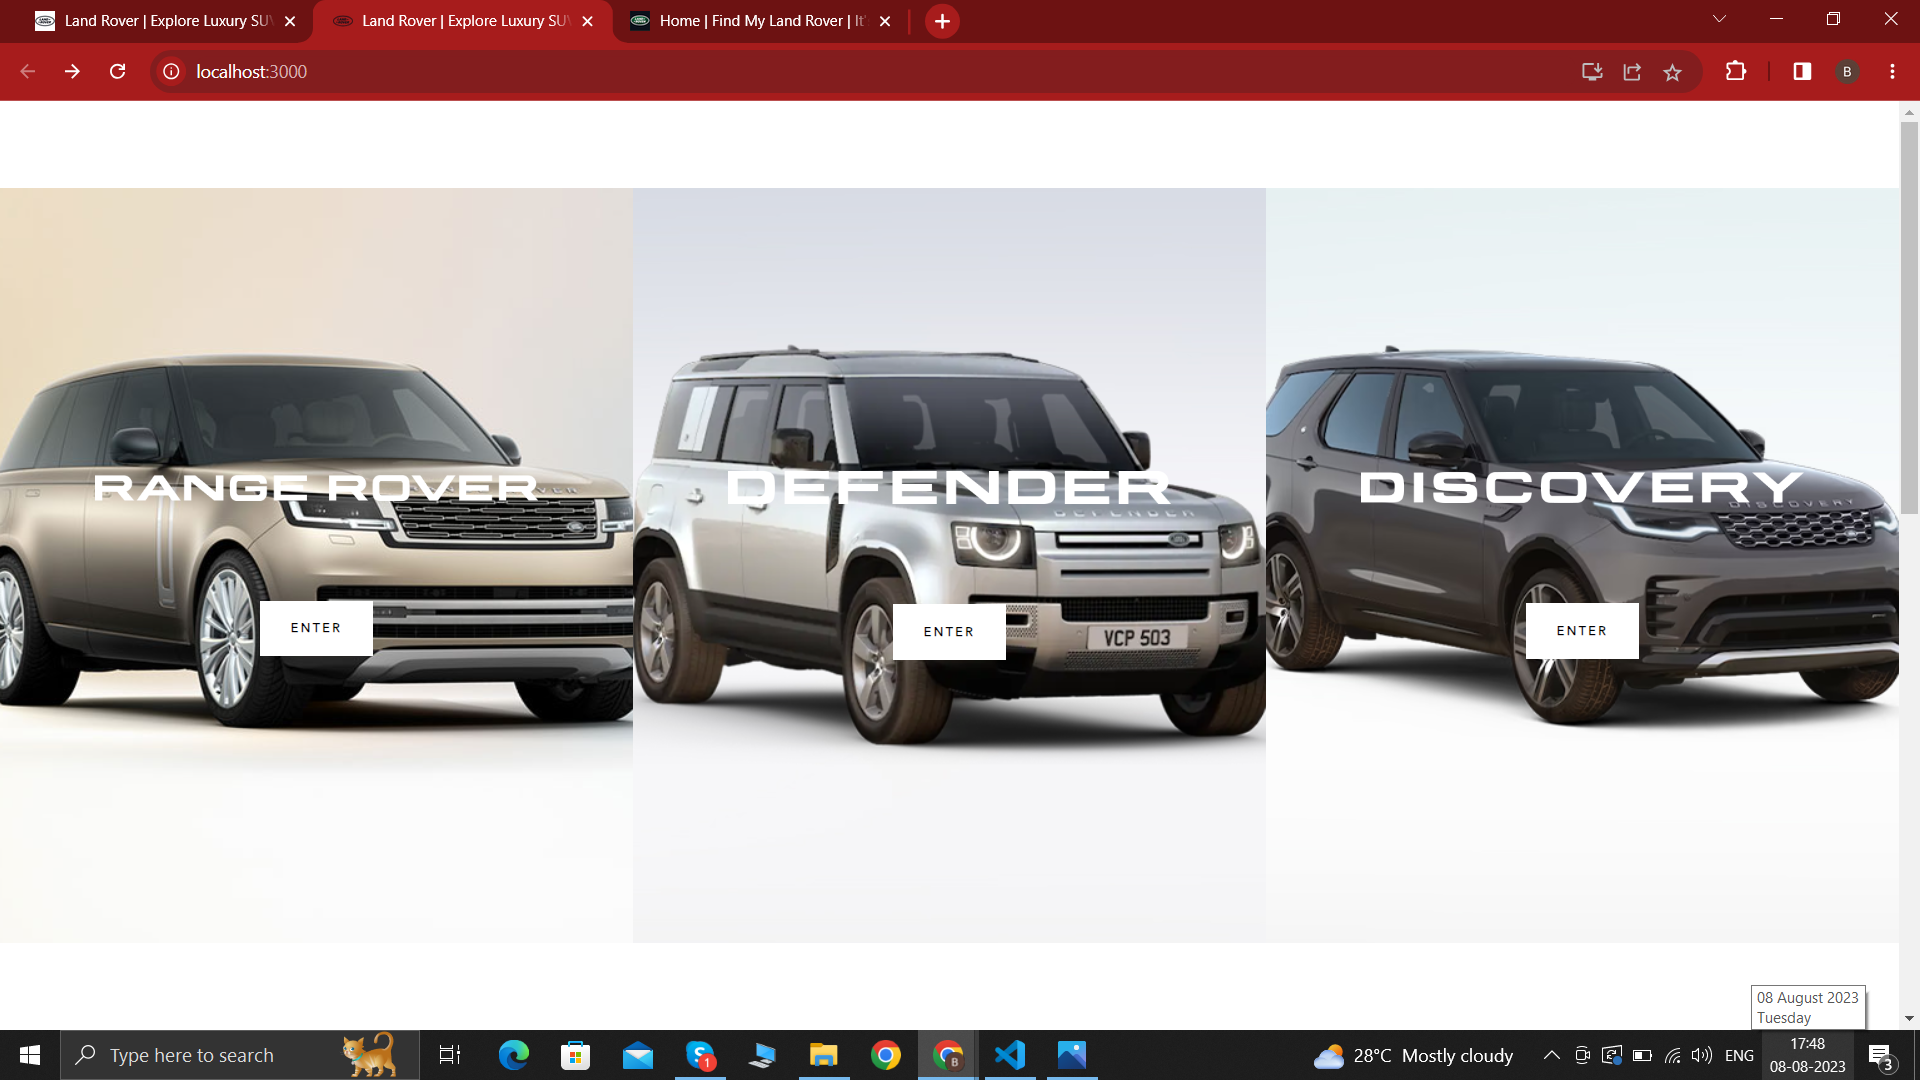 Land Rover | Explore Luxury SU
Land Rover | Explore Luxury SU
Home | Find My Land Rover | It'
localhost:3000
B
RANGE ROVER
DEFENDER
DISCOVERY
DEFENDER
DISCOVERY
VCP 503
ENTER
ENTER
ENTER
08 August 2023
Tuesday
Type here to search
1
B
28°C Mostly cloudy
ENG
17:48
08-08-2023
3